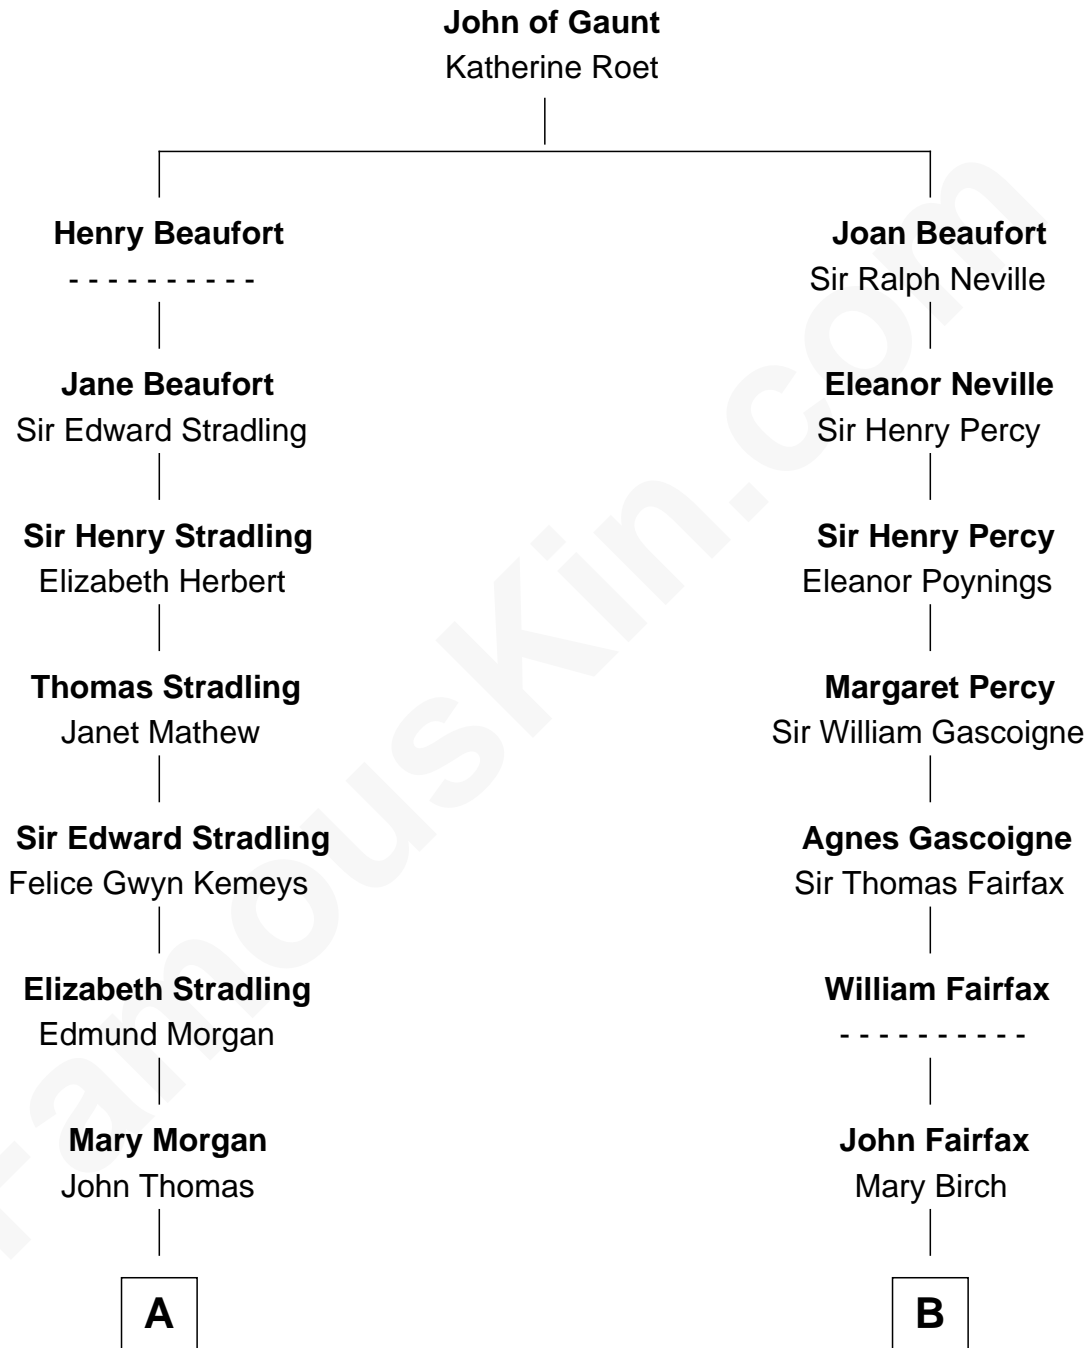 John of Gaunt
Katherine Roet
Henry Beaufort
- - - - - - - - - -
Joan Beaufort
Sir Ralph Neville
Jane Beaufort
Sir Edward Stradling
Eleanor Neville
Sir Henry Percy
Sir Henry Stradling
Elizabeth Herbert
Sir Henry Percy
Eleanor Poynings
Thomas Stradling
Janet Mathew
Margaret Percy
Sir William Gascoigne
Sir Edward Stradling
Felice Gwyn Kemeys
Agnes Gascoigne
Sir Thomas Fairfax
Elizabeth Stradling
Edmund Morgan
William Fairfax
- - - - - - - - - -
Mary Morgan
John Thomas
John Fairfax
Mary Birch
A
B
FamousKin.com